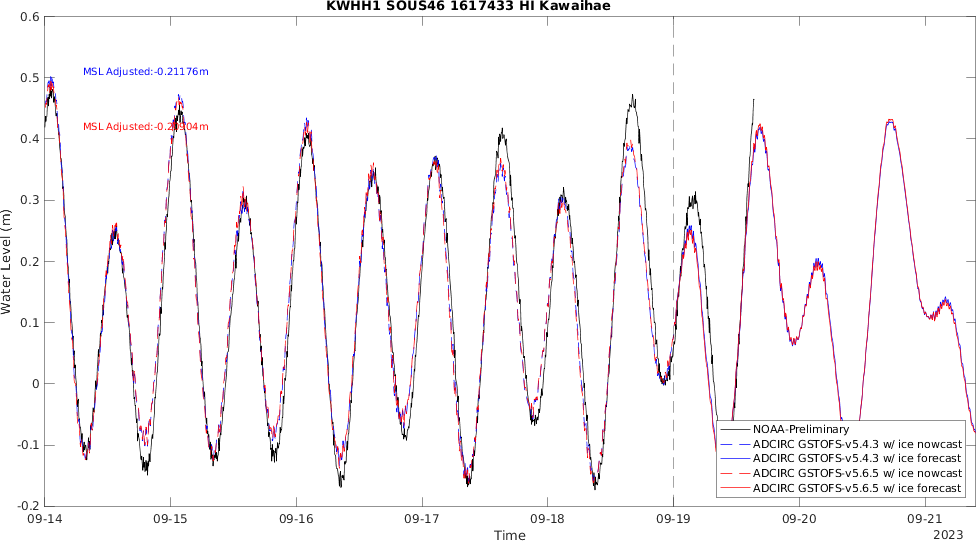 KWHH1 SOUS46 1617433 HI Kawaihae
0.6
0.5
0.4
0.3
0.2
0.1
0
-0.1
-0.2
Water Level (m)
MSL Adjusted:-0.21176m
MSL Adjusted:-0.20904m
NOAA-Preliminary
ADCIRC GSTOFS-v5.4.3 w/ ice nowcast
ADCIRC GSTOFS-v5.4.3 w/ ice forecast
ADCIRC GSTOFS-v5.6.5 w/ ice nowcast
ADCIRC GSTOFS-v5.6.5 w/ ice forecast
09-14 09-15 09-16 09-17 09-18 09-19 09-20 09-21
Time
2023